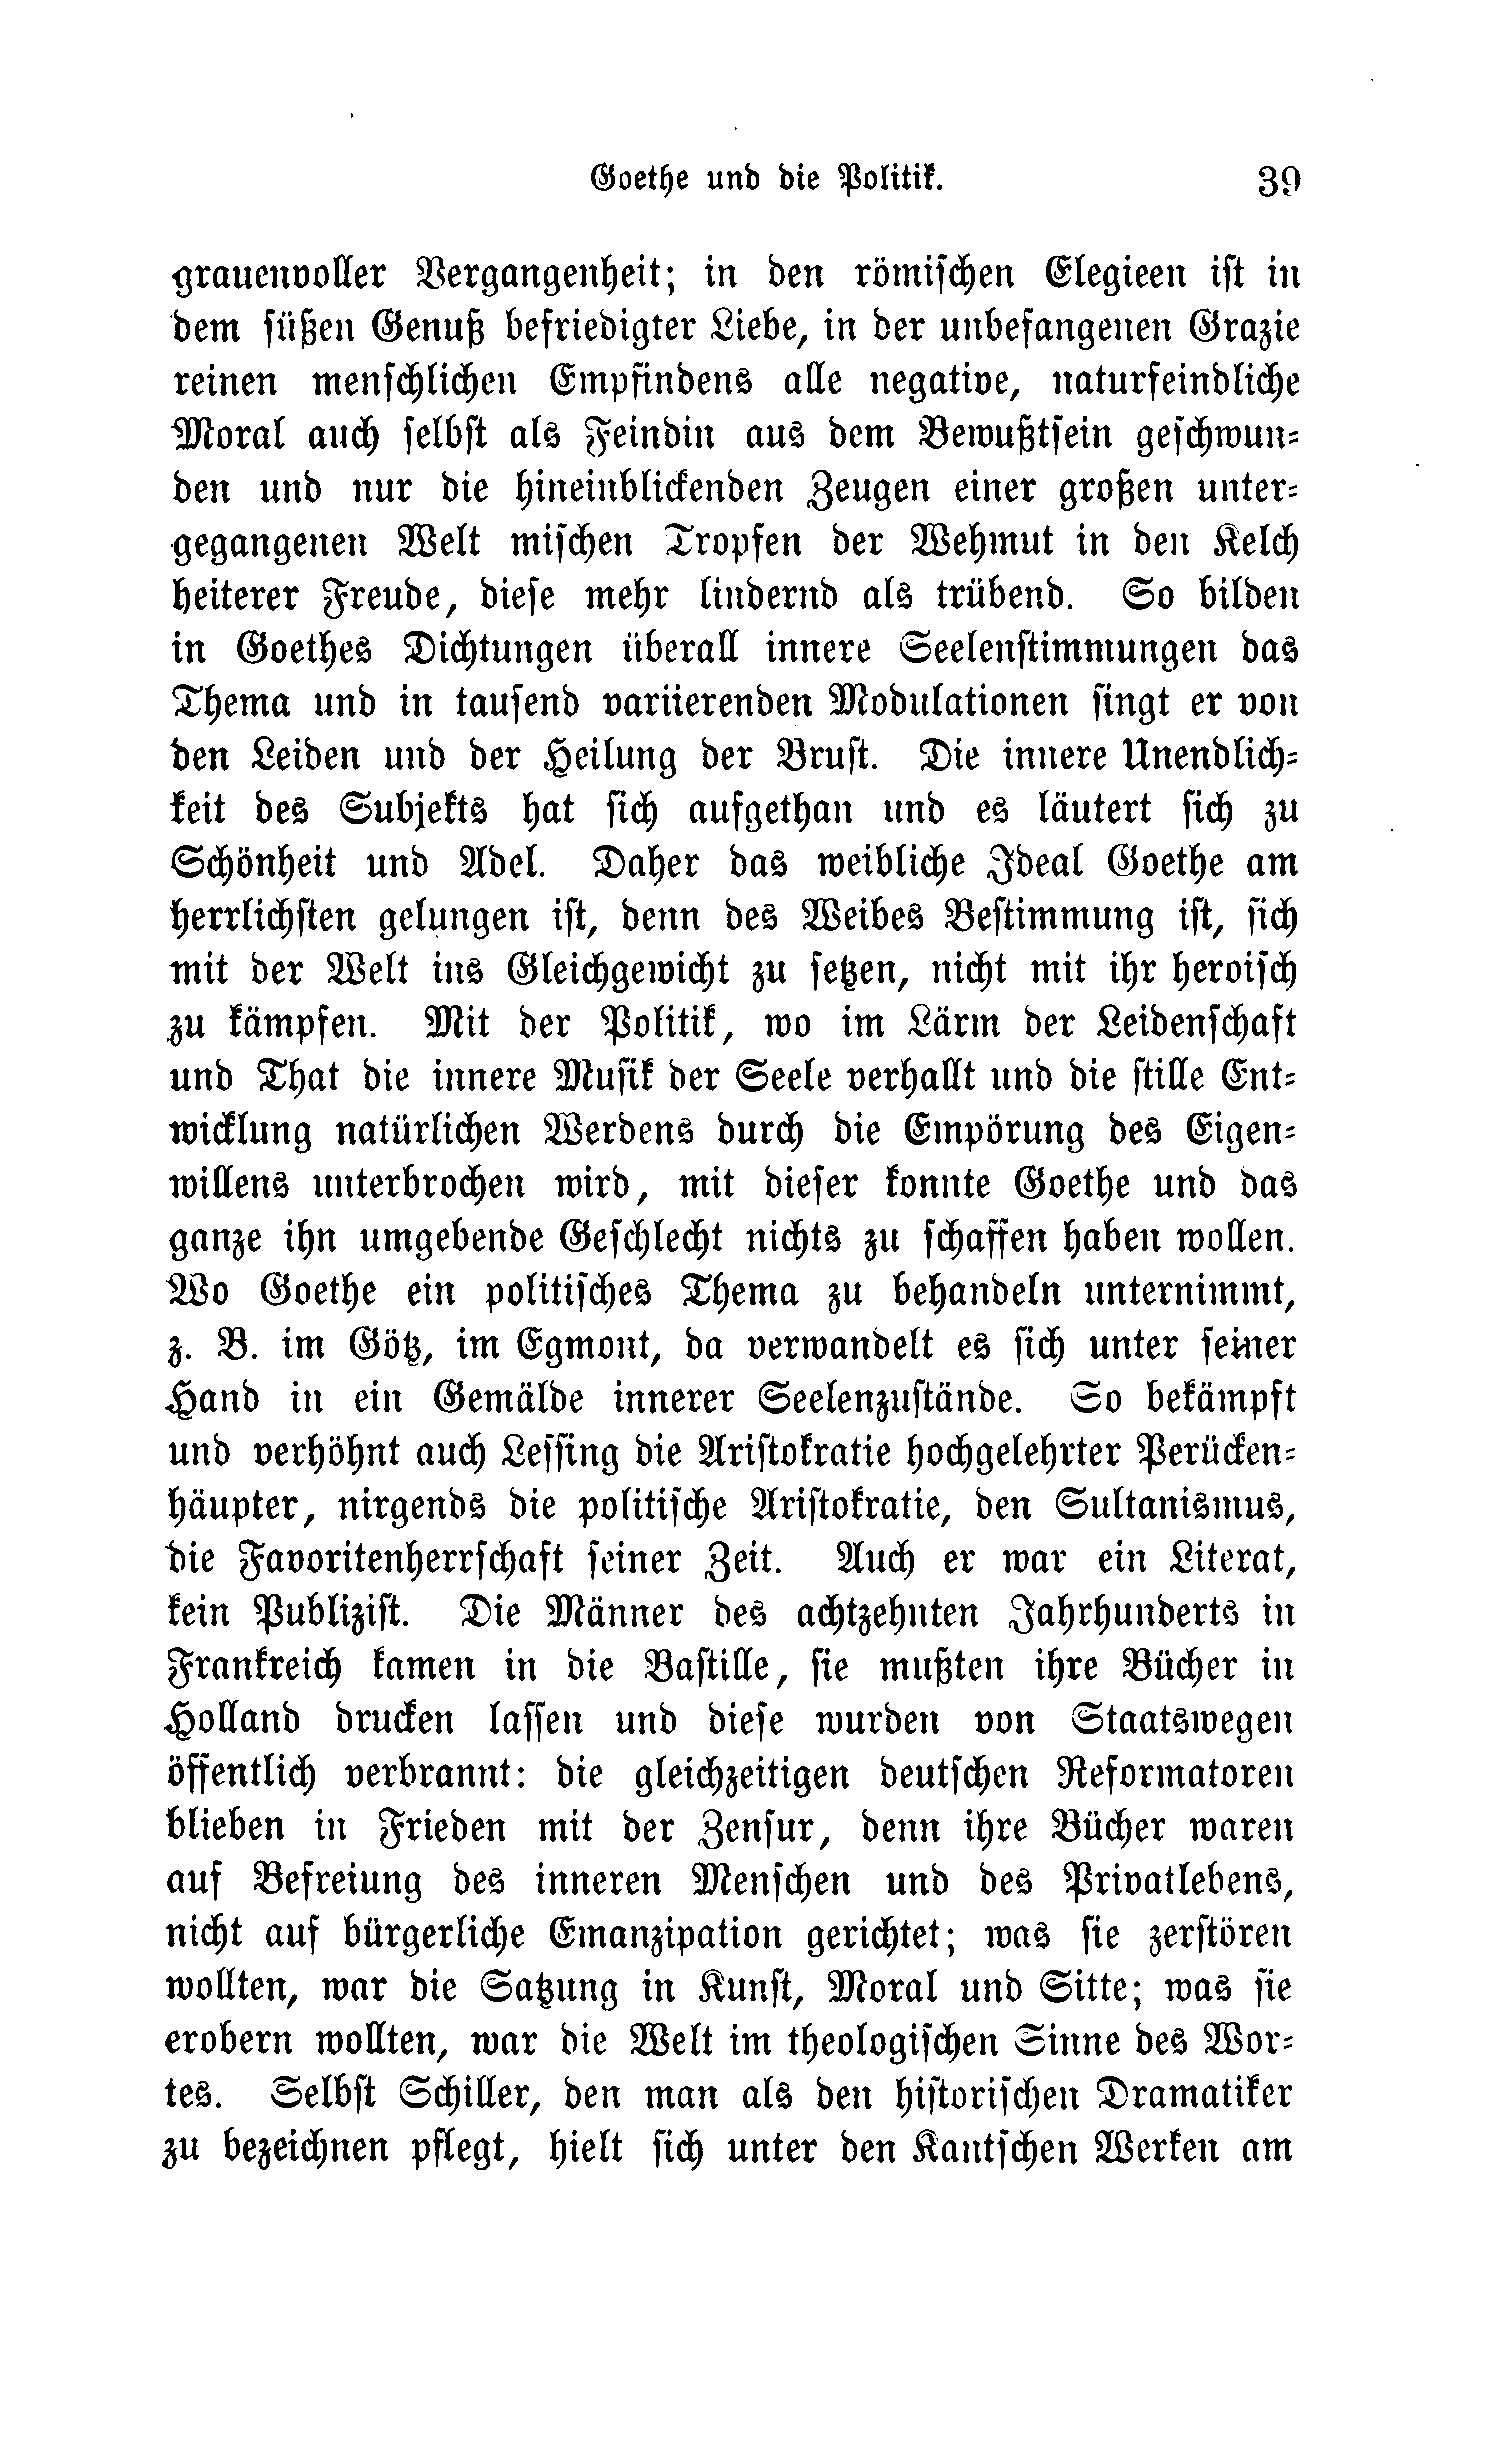 Goethe und die Politik. 39
grauenvoller Vergangenheit; in den römiſchen Elegieen iſt in
dem ſüßen Genuß befriedigter Liebe, in der unbefangenen Grazie
reinen menſchlichen Empfindens alle negative, naturfeindliche
Moral auch ſelbſt als Feindin aus dem Bewußtſein geſchwun⸗
den und nur die hineinblickenden Zeugen einer großen unter⸗
gegangenen Welt miſchen Tropfen der Wehmut in den Kelch
heiterer Freude, dieſe mehr lindernd als trübend. So bilden
in Goethes Dichtungen überall innere Seelenſtimmungen das
Thema und in tauſend variierenden Modulationen ſingt er von
den Leiden und der Heilung der Bruſt. Die innere Unendlich⸗
keit des Subjekts hat ſich aufgethan und es läutert ſich zu
Schönheit und Adel. Daher das weibliche Ideal Goethe am
herrlichſten gelungen iſt, denn des Weibes Beſtimmung iſt, ſich
mit der Welt ins Gleichgewicht zu ſetzen, nicht mit ihr heroiſch
zu kämpfen. Mit der Politik, wo im Lärm der Leidenſchaft
und That die innere Muſik der Seele verhallt und die ſtille Ent⸗
wicklung natürlichen Werdens durch die Empörung des Eigen⸗
willens unterbrochen wird, mit dieſer konnte Goethe und das
ganze ihn umgebende Geſchlecht nichts zu ſchaffen haben wollen.
Wo Goethe ein politiſches Thema zu behandeln unternimmt,
z. B. im Götz, im Egmont, da verwandelt es ſich unter ſeiner
Hand in ein Gemälde innerer Seelenzuſtände. So bekämpft
und verhöhnt auch Leſſing die Ariſtokratie hochgelehrter Perücken⸗
häupter, nirgends die politiſche Ariſtokratie, den Sultanismus,
die Favoritenherrſchaft ſeiner Zeit. Auch er war ein Literat,
kein Publiziſt. Die Männer des achtzehnten Jahrhunderts in
Frankreich kamen in die Baſtille, ſie mußten ihre Bücher in
Holland drucken laſſen und dieſe wurden von Staatswegen
öffentlich verbrannt: die gleichzeitigen deutſchen Reformatoren
blieben in Frieden mit der Zenſur, denn ihre Bücher waren
auf Befreiung des inneren Menſchen und des Privatlebens,
nicht auf bürgerliche Emanzipation gerichtet; was ſie zerſtören
wollten, war die Satzung in Kunſt, Moral und Sitte; was ſie
erobern wollten, war die Welt im theologiſchen Sinne des Wor⸗
tes. Selbſt Schiller, den man als den hiſtoriſchen Dramatiker
zu bezeichnen pflegt, hielt ſich unter den Kantſchen Werken am